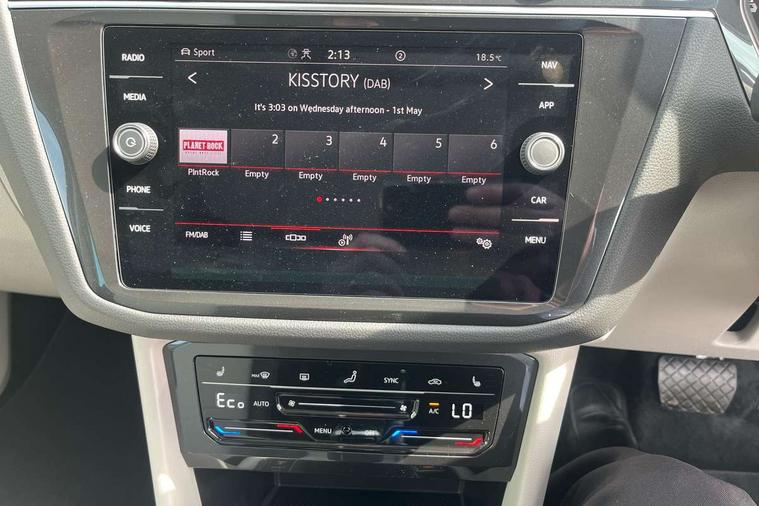 RADIO
Sport
2:13
2
18.5°C
NAV
MEDIA
KISSTORY (DAB)
APP
It's 3:03 on Wednesday afternoon - 1st May
PLANET ROCK
2
3
4
5
6
PlntRock
Empty
Empty
Empty
Empty
Empty
PHONE
CAR
VOICE
FM/DAB
MENU
MAX
SYNC
Eco
AUTO
A/C
LO
MENU
OFF